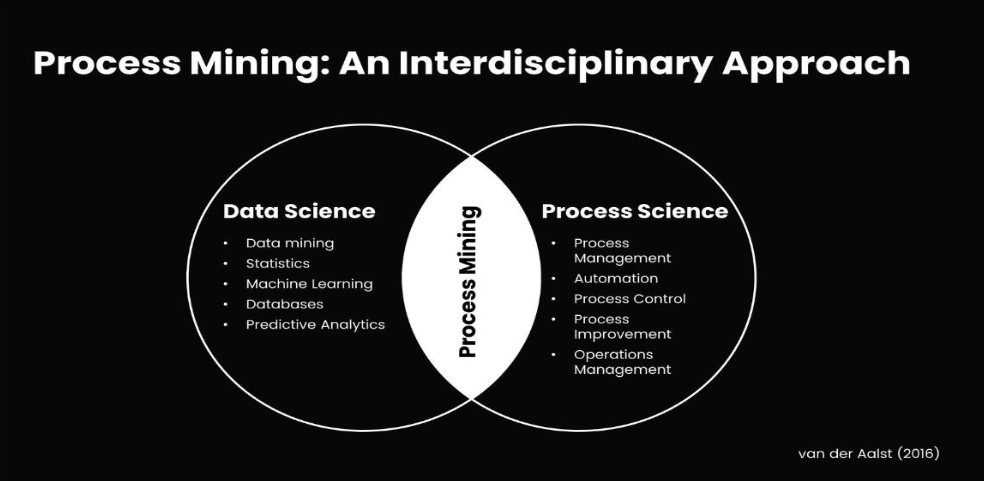 Process Mining: An Interdisciplinary Approach
Data Science
• Data mining
• Statistics
• Machine Learning
• Databases
• Predictive Analytics
Process Mining
Process Science
• Process
Management
• Automation
• Process Control
• Process
Improvement
• Operations
Management
van der Aalst (2016)